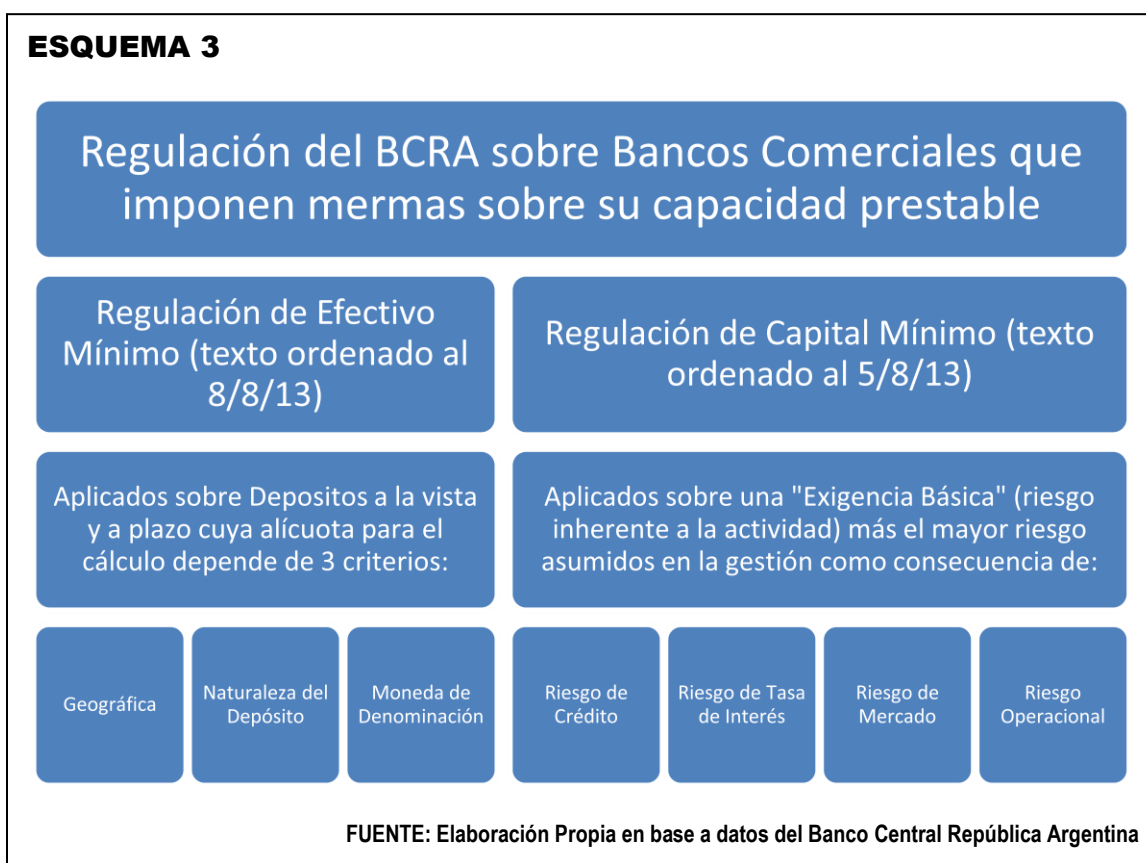 ESQUEMA 3
Regulación del BCRA sobre Bancos Comerciales que
imponen mermas sobre su capacidad prestable
Regulación de Efectivo
Mínimo (texto ordenado al
8/8/13)
Regulación de Capital Mínimo (texto
ordenado al 5/8/13)
Aplicados sobre Depositos a la vista
y a plazo cuya alícuota para el
cálculo depende de 3 criterios:
Aplicados sobre una "Exigencia Básica" (riesgo
inherente a la actividad) más el mayor riesgo
asumidos en la gestión como consecuencia de:
Geográfica
Naturaleza del
Depósito
Moneda de
Denominación
Riesgo de
Crédito
Riesgo de Tasa
de Interés
Riesgo de
Mercado
Riesgo
Operacional
FUENTE: Elaboración Propia en base a datos del Banco Central República Argentina